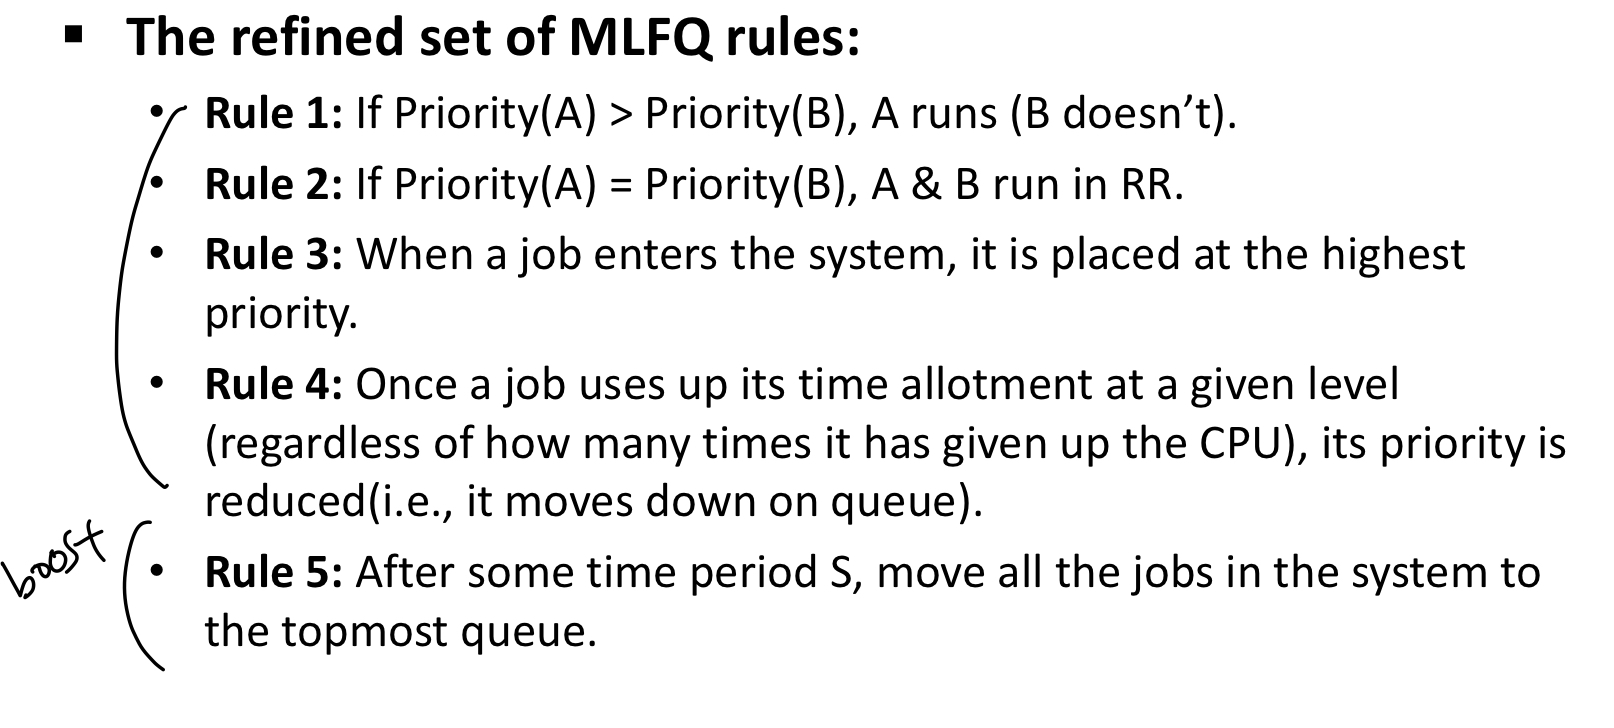 ▪ The refined set of MLFQ rules:
• Rule 1: If Priority(A) > Priority(B), A runs (B doesn’t).
• Rule 2: If Priority(A) = Priority(B), A & B run in RR.
• Rule 3: When a job enters the system, it is placed at the highest
priority.
• Rule 4: Once a job uses up its time allotment at a given level
(regardless of how many times it has given up the CPU), its priority is
reduced(i.e., it moves down on queue).
boost
• Rule 5: After some time period S, move all the jobs in the system to
the topmost queue.